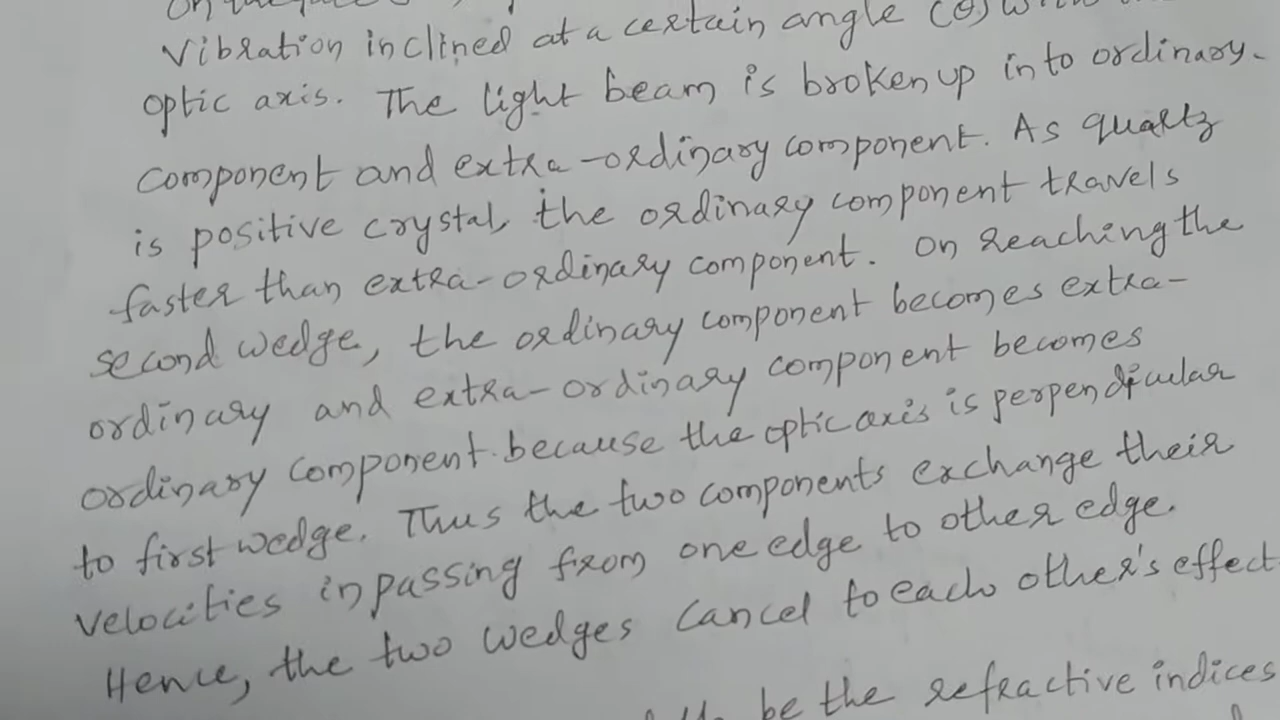 Vibration inclined at a certain angle (θ) with
optic axis. The light beam is broken up in to ordinary-
component and extra-ordinary component. As quartz
is positive crystal, the ordinary component travels
faster than extra-ordinary component. On reaching the
second wedge, the ordinary component becomes extra-
ordinary and extra-ordinary component becomes
ordinary component. because the optic axis is perpendicular
to first wedge. Thus the two components exchange their
velocities in passing from one edge to other edge.
Hence, the two wedges cancel to each other's effect.
be the refractive indices